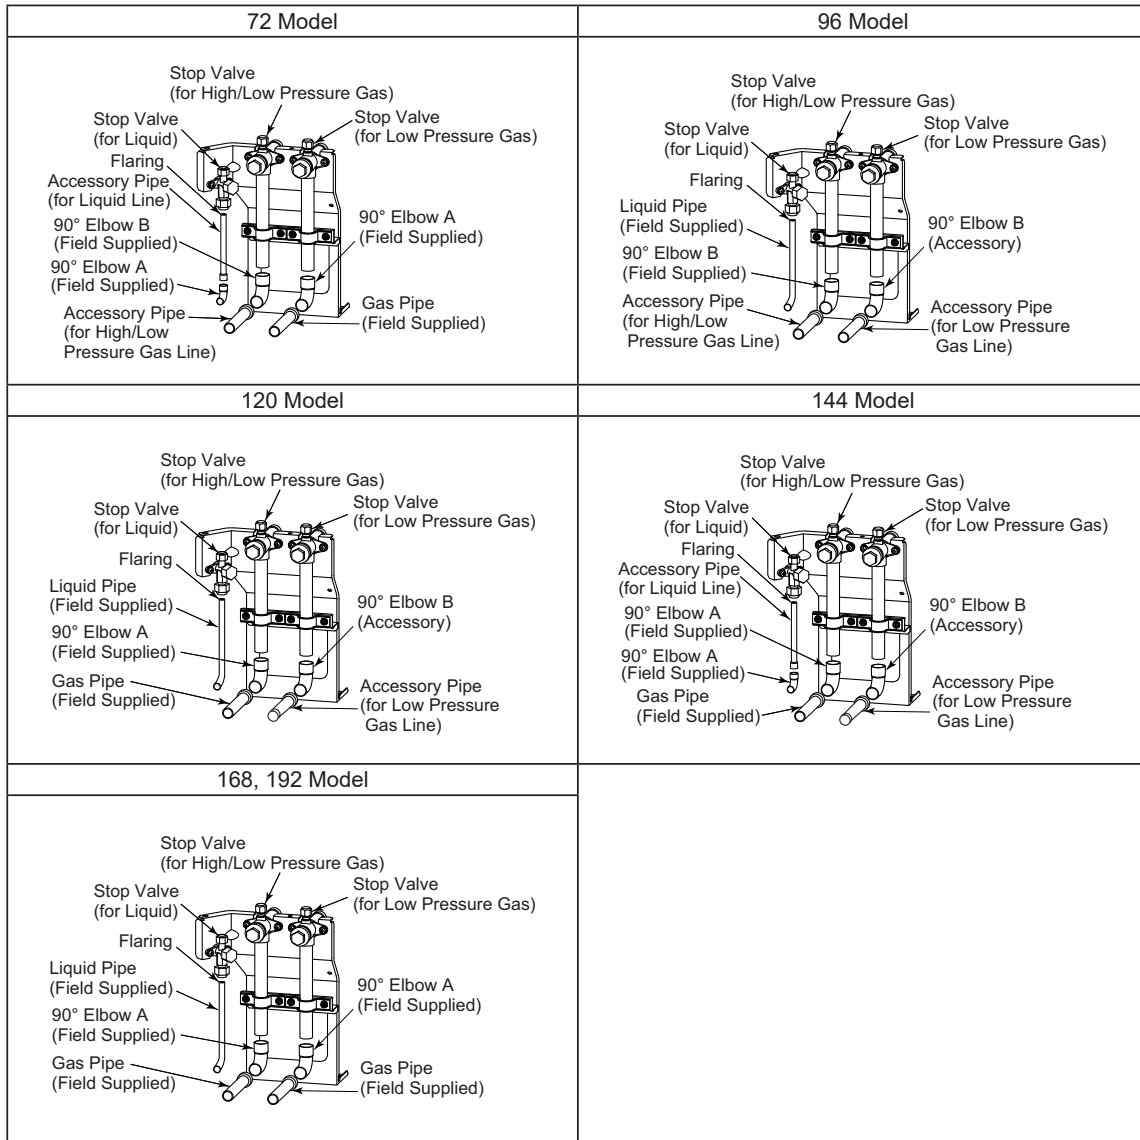 72 Model
Stop Valve
(for High/Low Pressure Gas)
Stop Valve
(for Low Pressure Gas)
Stop Valve
(for Liquid)
Flaring
Accessory Pipe
(for Liquid Line)
90° Elbow B
(Field Supplied)
90° Elbow A
(Field Supplied)
90° Elbow A
(Field Supplied)
Accessory Pipe
(for High/Low
Pressure Gas Line)
Gas Pipe
(Field Supplied)
96 Model
Stop Valve
(for High/Low Pressure Gas)
Stop Valve
(for Low Pressure Gas)
Stop Valve
(for Liquid)
Flaring
Liquid Pipe
(Field Supplied)
90° Elbow B
(Accessory)
90° Elbow B
(Field Supplied)
Accessory Pipe
(for High/Low
Pressure Gas Line)
Accessory Pipe
(for Low Pressure
Gas Line)
120 Model
Stop Valve
(for High/Low Pressure Gas)
Stop Valve
(for Low Pressure Gas)
Stop Valve
(for Liquid)
Flaring
Liquid Pipe
(Field Supplied)
90° Elbow B
(Accessory)
90° Elbow A
(Field Supplied)
Gas Pipe
(Field Supplied)
Accessory Pipe
(for Low Pressure
Gas Line)
144 Model
Stop Valve
(for High/Low Pressure Gas)
Stop Valve
(for Low Pressure Gas)
Stop Valve
(for Liquid)
Flaring
Accessory Pipe
(for Liquid Line)
90° Elbow A
(Field Supplied)
90° Elbow B
(Accessory)
90° Elbow A
(Field Supplied)
Gas Pipe
(Field Supplied)
Accessory Pipe
(for Low Pressure
Gas Line)
168, 192 Model
Stop Valve
(for High/Low Pressure Gas)
Stop Valve
(for Low Pressure Gas)
Stop Valve
(for Liquid)
Flaring
Liquid Pipe
(Field Supplied)
90° Elbow A
(Field Supplied)
90° Elbow A
(Field Supplied)
Gas Pipe
(Field Supplied)
Gas Pipe
(Field Supplied)